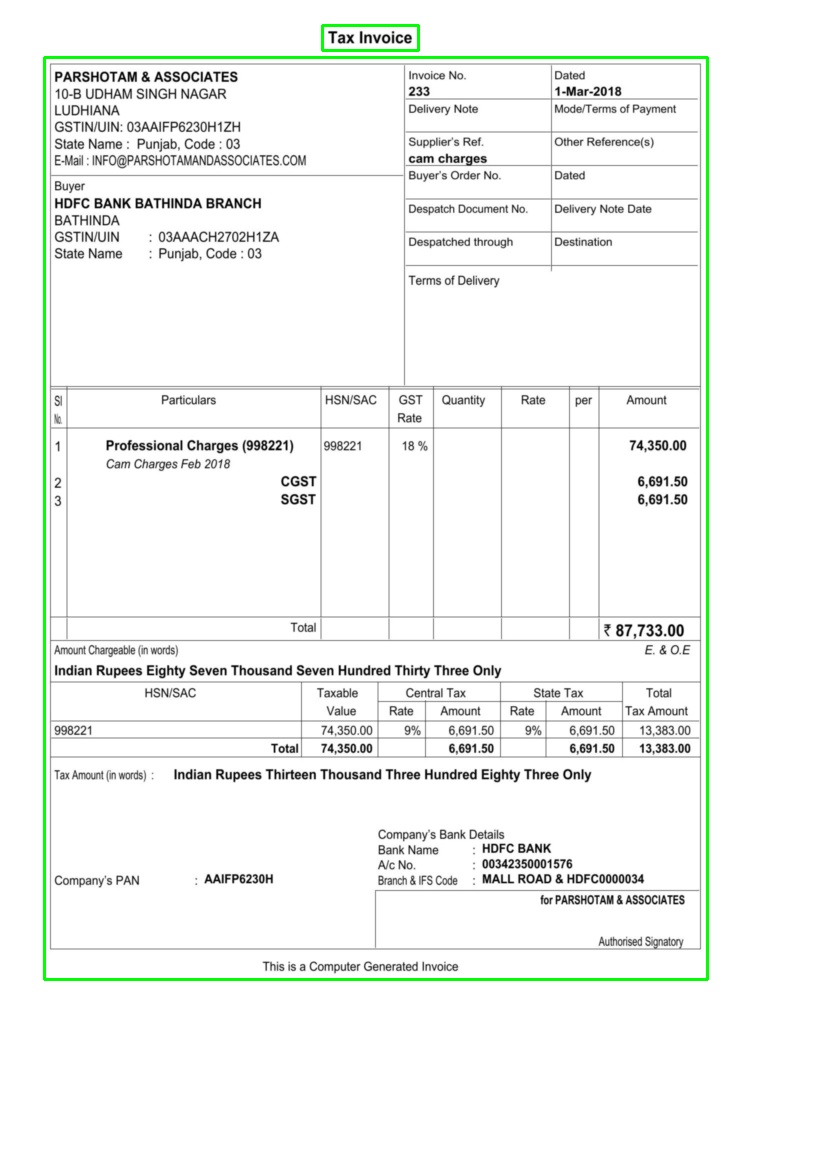 Tax Invoice
PARSHOTAM & ASSOCIATES
10-B UDHAM SINGH NAGAR
LUDHIANA
GSTIN/UIN: 03AAIFP6230H1ZH
State Name : Punjab, Code : 03
E-Mail : INFO@PARSHOTAMANDASSOCIATES.COM
Buyer
HDFC BANK BATHINDA BRANCH
BATHINDA
GSTIN/UIN : 03AAACH2702H1ZA
State Name : Punjab, Code : 03
Invoice No. Dated
233 1-Mar-2018
Delivery Note Mode/Terms of Payment
Supplier's Ref. Other Reference(s)
cam charges
Buyer's Order No. Dated
Despatch Document No. Delivery Note Date
Despatched through Destination
Terms of Delivery
Sl Particulars HSN/SAC GST Quantity Rate per Amount
No. Rate
1 Professional Charges (998221) 998221 18 % 74,350.00
Cam Charges Feb 2018
2 CGST 6,691.50
3 SGST 6,691.50
Total ₹ 87,733.00
Amount Chargeable (in words) E. & O.E
Indian Rupees Eighty Seven Thousand Seven Hundred Thirty Three Only
HSN/SAC Taxable Central Tax State Tax Total
Value Rate Amount Rate Amount Tax Amount
998221 74,350.00 9% 6,691.50 9% 6,691.50 13,383.00
Total 74,350.00 6,691.50 6,691.50 13,383.00
Tax Amount (in words) : Indian Rupees Thirteen Thousand Three Hundred Eighty Three Only
Company's Bank Details
Bank Name : HDFC BANK
A/c No. : 00342350001576
Company's PAN : AAIFP6230H Branch & IFS Code : MALL ROAD & HDFC0000034
for PARSHOTAM & ASSOCIATES
Authorised Signatory
This is a Computer Generated Invoice